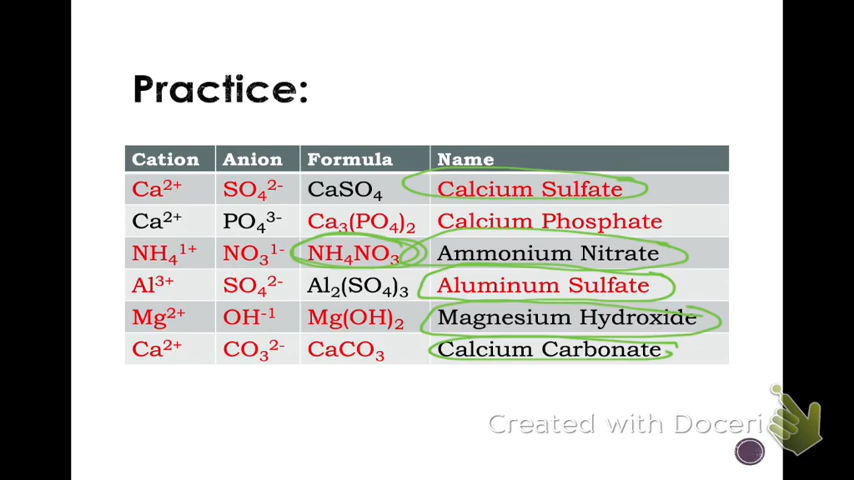 Practice:
Cation Anion Formula Name
Ca²⁺ SO₄²⁻ CaSO₄ Calcium Sulfate
Ca²⁺ PO₄³⁻ Ca₃(PO₄)₂ Calcium Phosphate
NH₄¹⁺ NO₃¹⁻ NH₄NO₃ Ammonium Nitrate
Al³⁺ SO₄²⁻ Al₂(SO₄)₃ Aluminum Sulfate
Mg²⁺ OH⁻¹ Mg(OH)₂ Magnesium Hydroxide
Ca²⁺ CO₃²⁻ CaCO₃ Calcium Carbonate
Created with Doceri